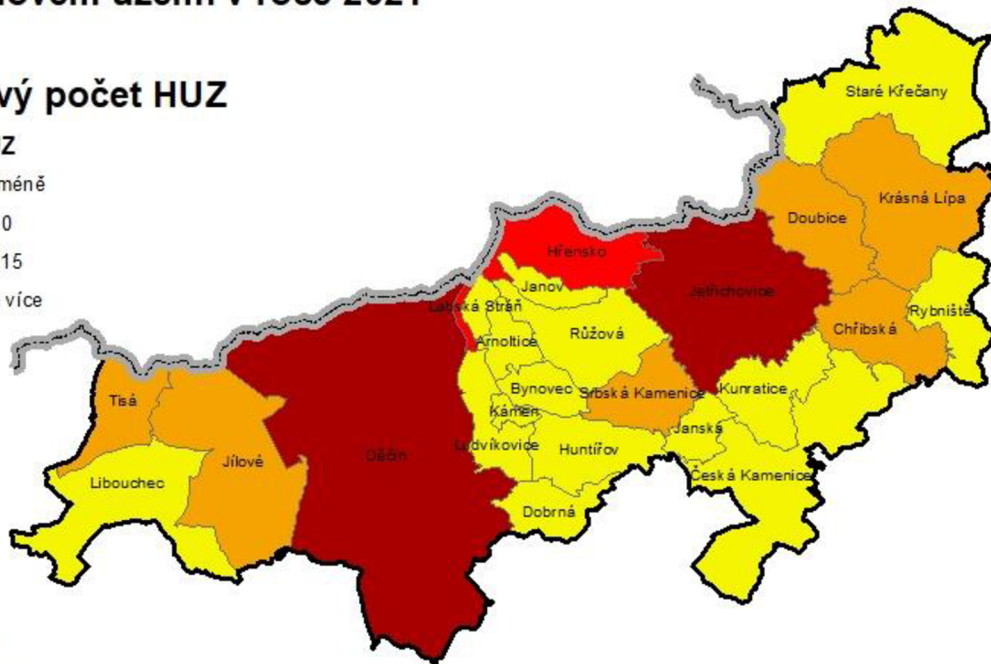 vý počet HUZ
méně
0
15
více
Staré Křečany
Krásná Lípa
Doubice
Hřensko
Janov
Jetřichovice
Labská Stráň
Rybniště
Růžová
Chřibská
Arnoltice
Bynovec
Srbská Kamenice
Kunratice
Tisá
Kámen
Janská
Ludvíkovice
Huntířov
Děčín
Jílové
Česká Kamenice
Libouchec
Dobrná